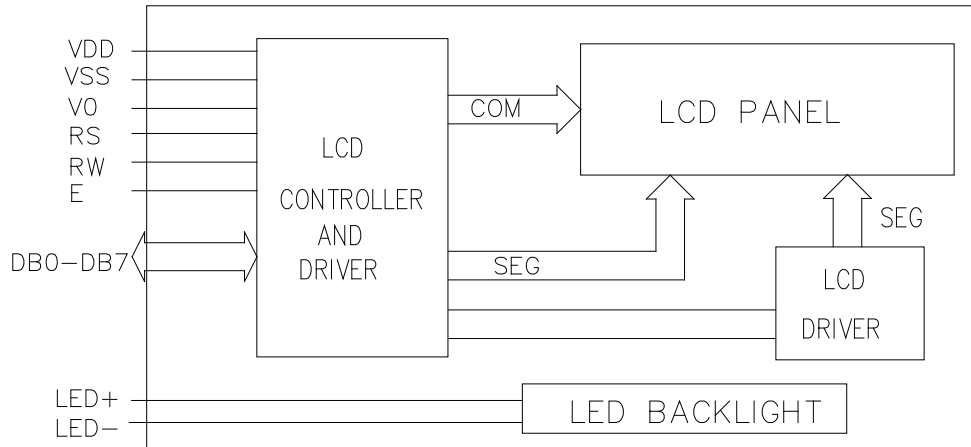 VDD
VSS
V0
RS
RW
E
DB0-DB7
LED+
LED-
LCD
CONTROLLER
AND
DRIVER
COM
SEG
LCD PANEL
SEG
LCD
DRIVER
LED BACKLIGHT